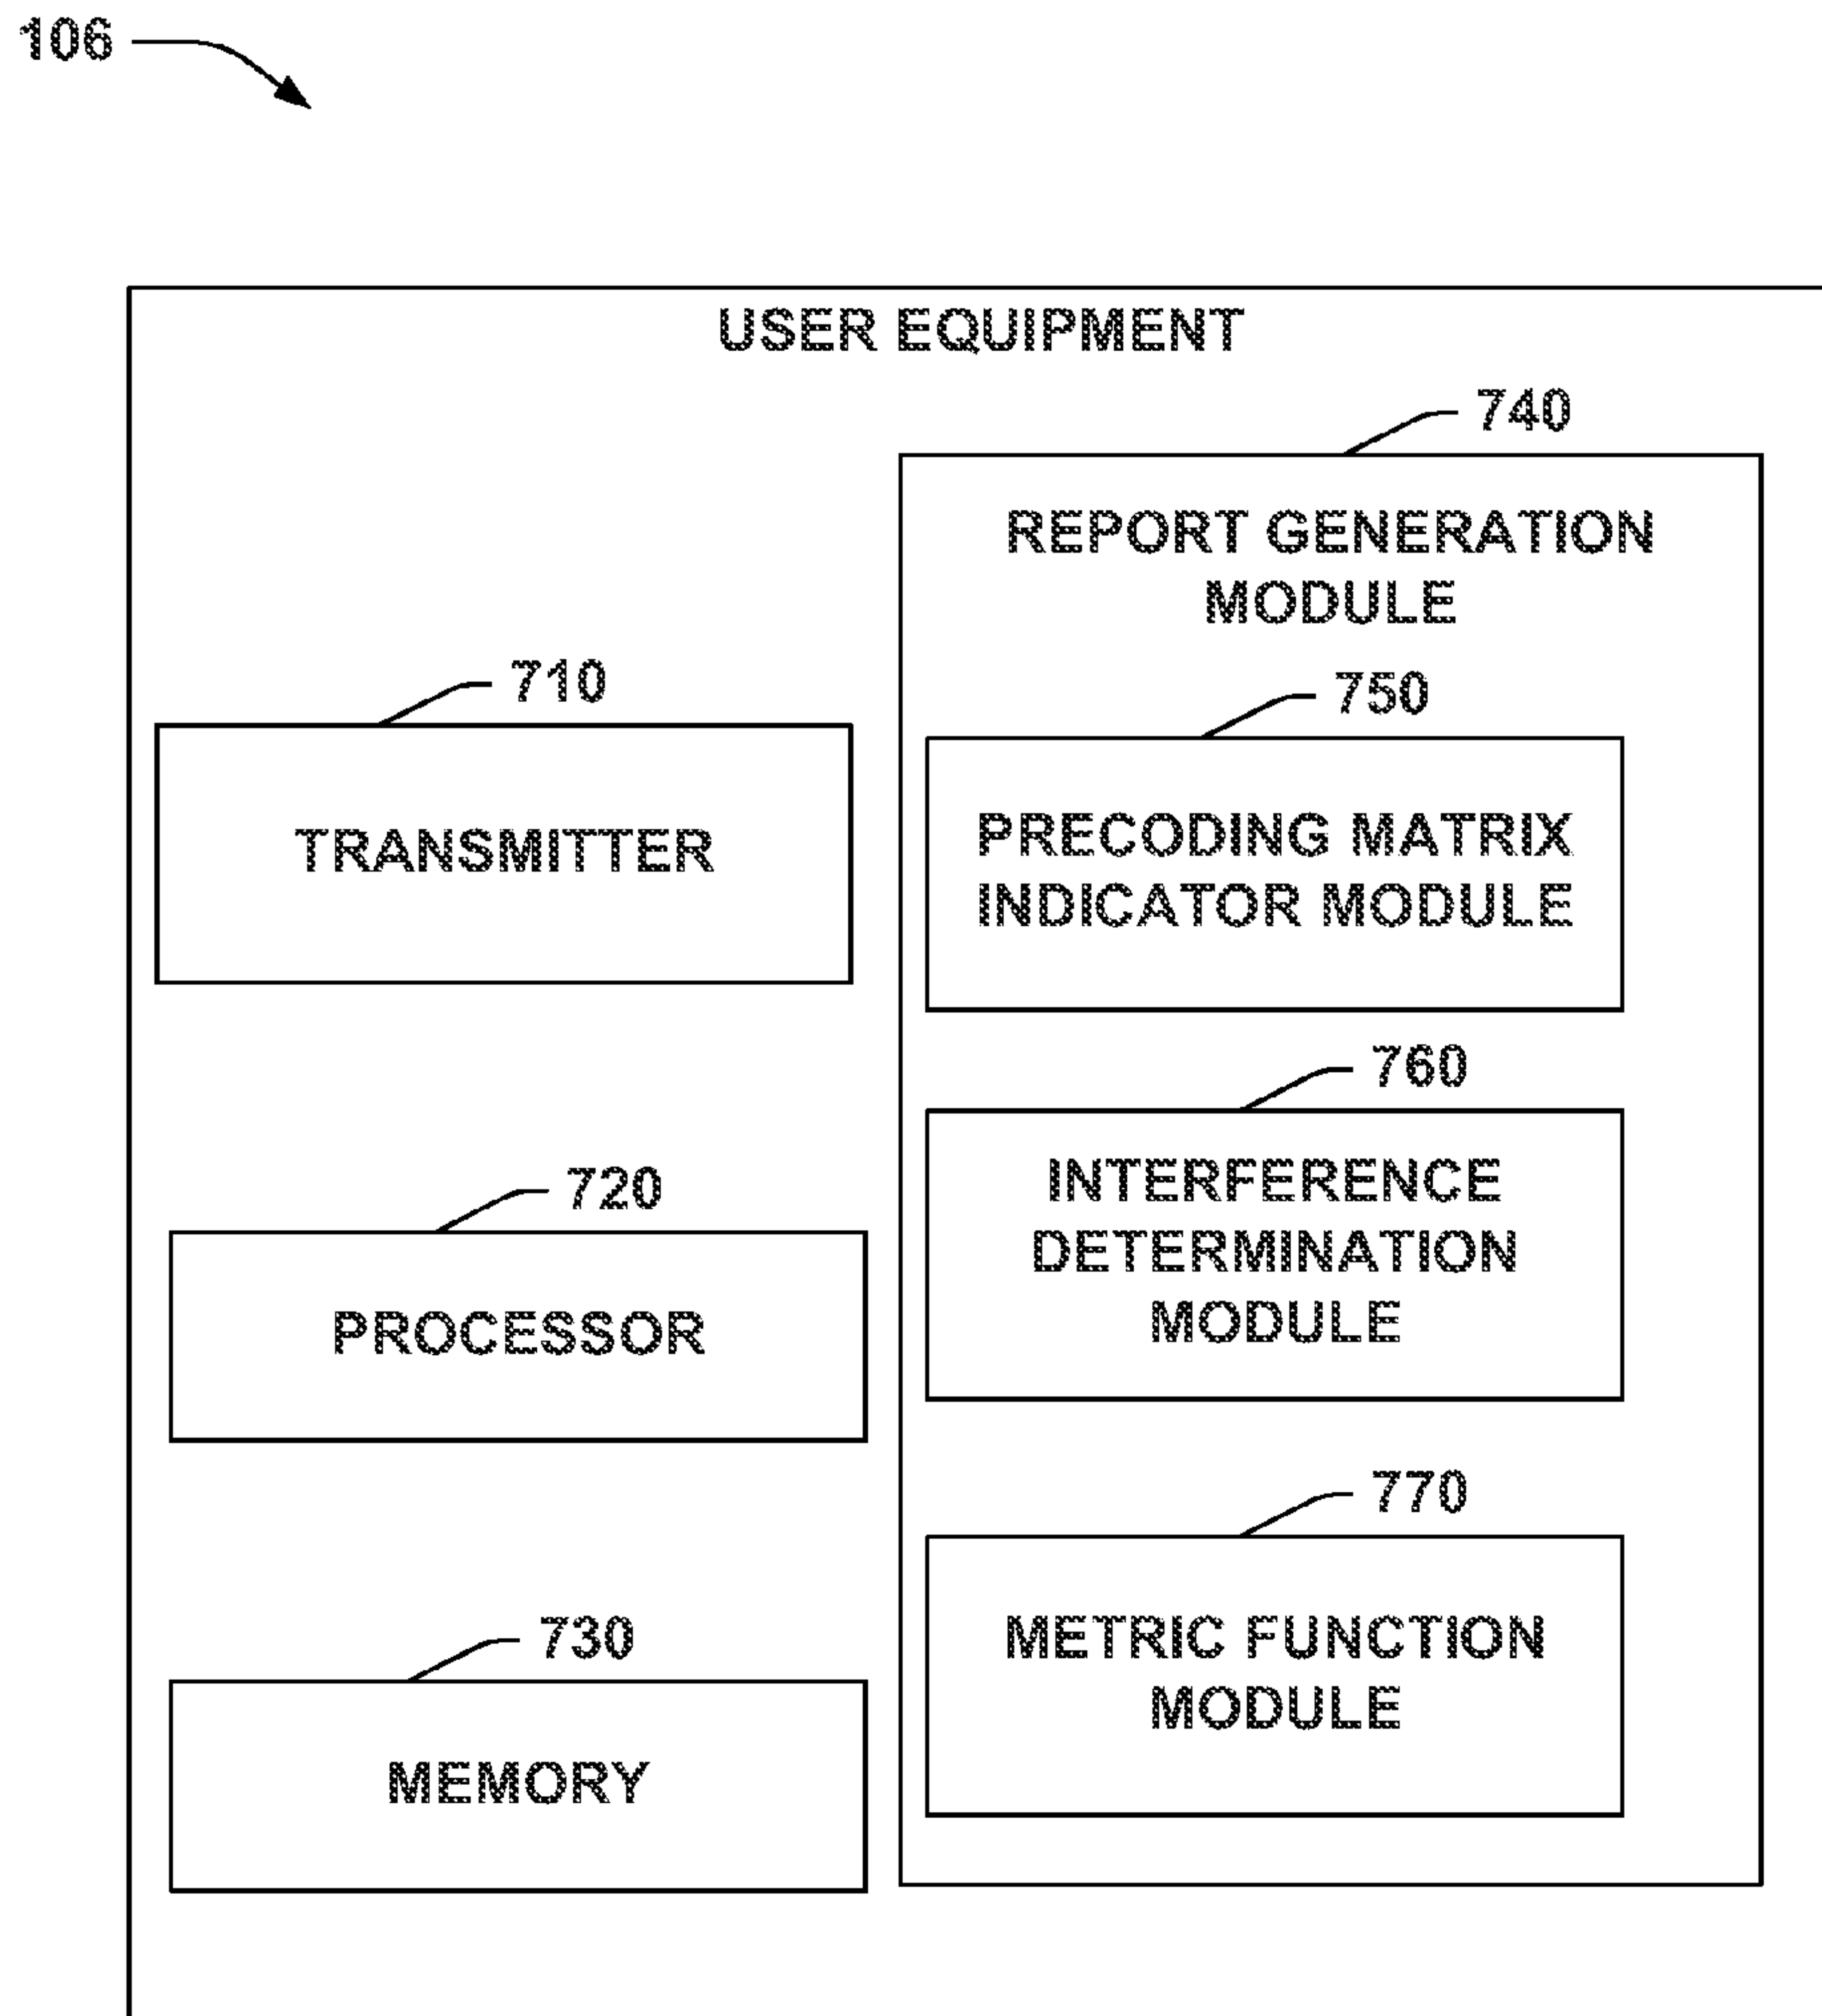 106
USER EQUIPMENT
740
REPORT GENERATION
MODULE
710
TRANSMITTER
750
PRECODING MATRIX
INDICATOR MODULE
760
INTERFERENCE
DETERMINATION
MODULE
720
PROCESSOR
770
METRIC FUNCTION
MODULE
730
MEMORY